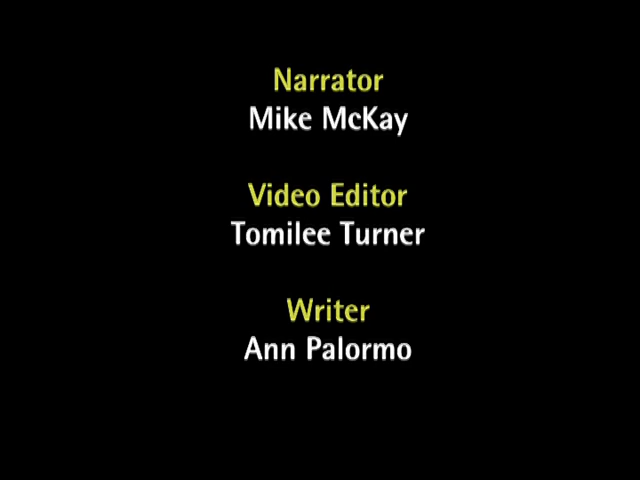 Narrator
Mike McKay
Video Editor
Tomilee Turner
Writer
Ann Palormo